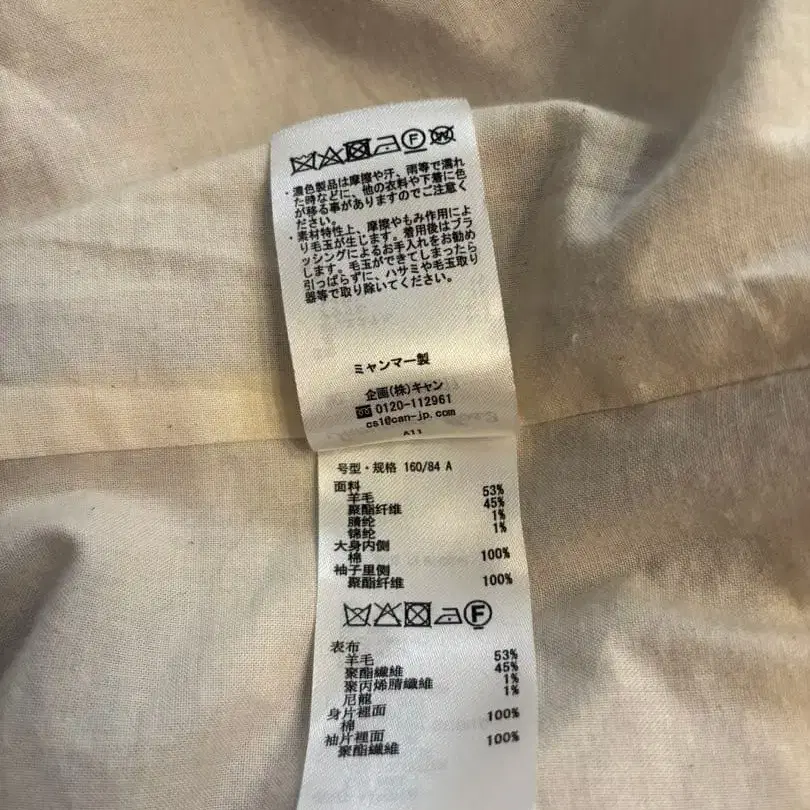 F W
・濃色製品は摩擦や汗、雨等で濡れ
た時などに、他の衣料や下着に色
が移る事がありますのでご注意く
ださい。
・素材特性上、摩擦やもみ作用によ
り毛玉が生じます。着用後はブラ
ッシングによるお手入れをお勧め
します。毛玉ができてしまったら
引っぱらずに、ハサミや毛玉取り
器等で取り除いてください。
ミャンマー製
企画(株)キャン
0120-112961
cs1@can-jp.com
号型・规格 160/84 A
面料
羊毛 53%
聚酯纤维 45%
腈纶 1%
锦纶 1%
大身内侧
棉 100%
袖子里侧
聚酯纤维 100%
F
表布
羊毛 53%
聚酯纖維 45%
聚丙烯腈纖維 1%
尼龍 1%
身片裡面
棉 100%
袖片裡面
聚酯纖維 100%